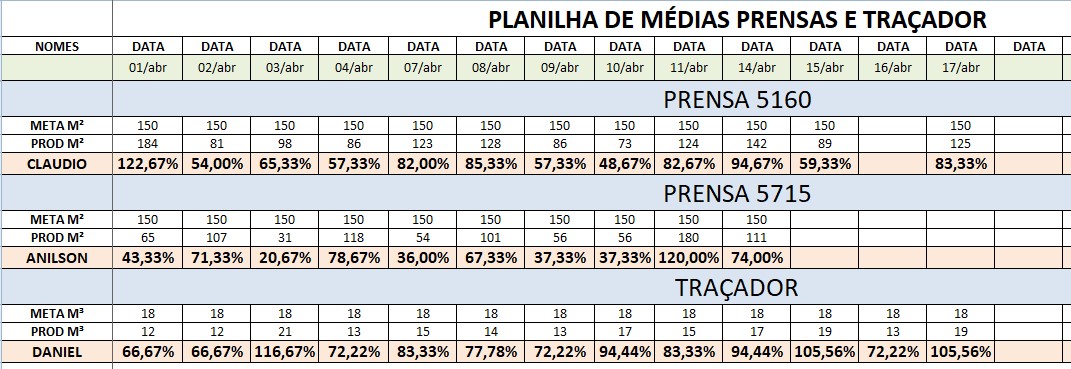 PLANILHA DE MÉDIAS PRENSAS E TRAÇADOR
NOMES DATA DATA DATA DATA DATA DATA DATA DATA DATA DATA DATA DATA DATA DATA
01/abr 02/abr 03/abr 04/abr 07/abr 08/abr 09/abr 10/abr 11/abr 14/abr 15/abr 16/abr 17/abr
PRENSA 5160
META M² 150 150 150 150 150 150 150 150 150 150 150 150
PROD M² 184 81 98 86 123 128 86 73 124 142 89 125
CLAUDIO 122,67% 54,00% 65,33% 57,33% 82,00% 85,33% 57,33% 48,67% 82,67% 94,67% 59,33% 83,33%
PRENSA 5715
META M² 150 150 150 150 150 150 150 150 150 150
PROD M² 65 107 31 118 54 101 56 56 180 111
ANILSON 43,33% 71,33% 20,67% 78,67% 36,00% 67,33% 37,33% 37,33% 120,00% 74,00%
TRAÇADOR
META M³ 18 18 18 18 18 18 18 18 18 18 18 18 18
PROD M³ 12 12 21 13 15 14 13 17 15 17 19 13 19
DANIEL 66,67% 66,67% 116,67% 72,22% 83,33% 77,78% 72,22% 94,44% 83,33% 94,44% 105,56% 72,22% 105,56%